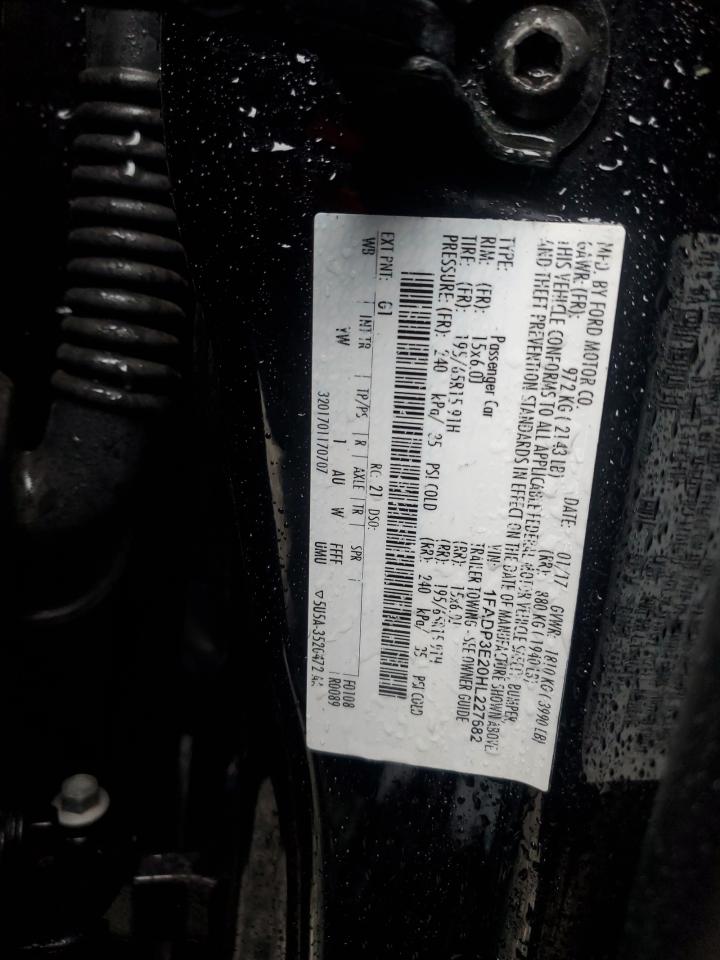 MFD. BY FORD MOTOR CO.
DATE: 01/17 GVWR: 1810 KG ( 3990 LB)
GAWR: (FR): 972 KG ( 2143 LB) (RR): 880 KG ( 1940 LB)
THIS VEHICLE CONFORMS TO ALL APPLICABLE FEDERAL MOTOR VEHICLE SAFETY, BUMPER,
AND THEFT PREVENTION STANDARDS IN EFFECT ON THE DATE OF MANUFACTURE SHOWN ABOVE
VIN: 1FADP3E20HL227682
TYPE: Passenger Car TRAILER TOWING - SEE OWNER GUIDE
RIM: (FR): 15x6.0J (RR): 15x6.0J
TIRE: (FR): 195/65R15 91H (RR): 195/65R15 91H
PRESSURE: (FR): 240 kPa/ 35 PSI COLD (RR): 240 kPa/ 35 PSI COLD
EXT PNT: G1 RC: 21 DSO:
WB INT TR TP/PS R AXLE TR SPR F0108
YW 1 AU W FFFF R0089
UMU
3201701170707 ▽5U5A-3520472